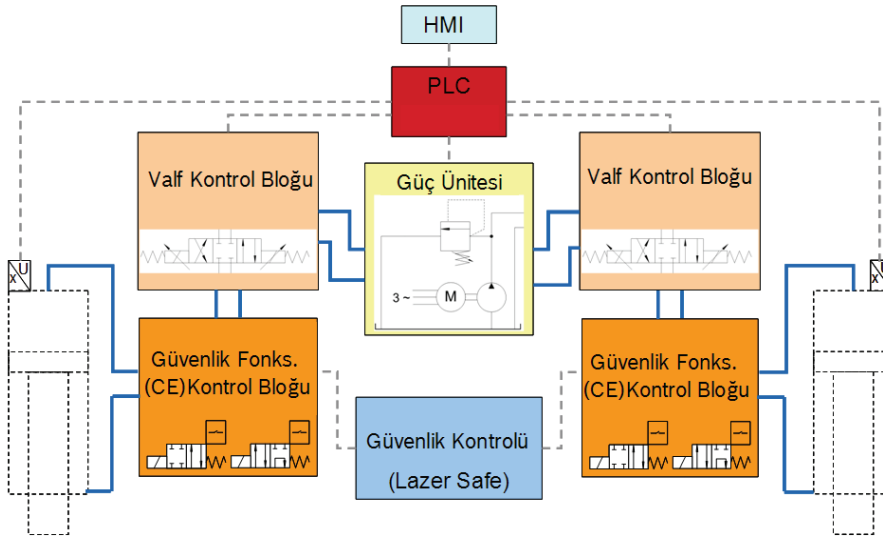 HMI
PLC
Valf Kontrol Bloğu
Güç Ünitesi
Valf Kontrol Bloğu
3 ~
M
U
X
U
X
Güvenlik Fonks.
(CE)Kontrol Bloğu
Güvenlik Fonks.
(CE)Kontrol Bloğu
Güvenlik Kontrolü
(Lazer Safe)